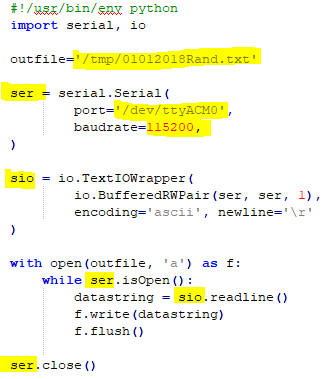 #!/usr/bin/env python
import serial, io
outfile='/tmp/01012018Rand.txt'
ser = serial.Serial(
port='/dev/ttyACM0',
baudrate=115200,
)
sio = io.TextIOWrapper(
io.BufferedRWPair(ser, ser, 1),
encoding='ascii', newline='\r'
)
with open(outfile, 'a') as f:
while ser.isOpen():
datastring = sio.readline()
f.write(datastring)
f.flush()
ser.close()